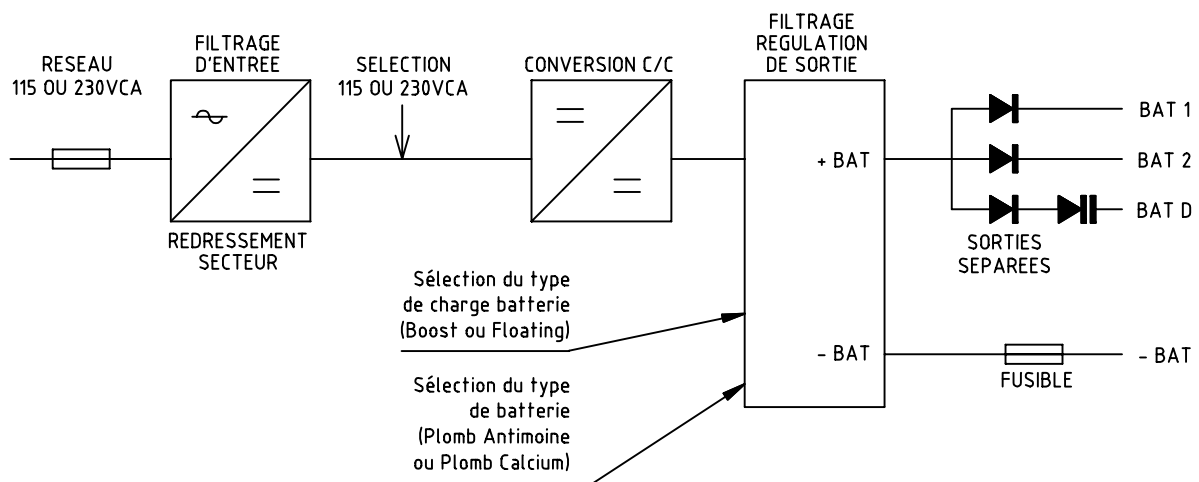 RESEAU
115 OU 230VCA
FILTRAGE
D'ENTREE
REDRESSEMENT
SECTEUR
SELECTION
115 OU 230VCA
CONVERSION C/C
FILTRAGE
REGULATION
DE SORTIE
+ BAT
- BAT
BAT 1
BAT 2
BAT D
SORTIES
SEPAREES
FUSIBLE
- BAT
Sélection du type
de charge batterie
(Boost ou Floating)
Sélection du type
de batterie
(Plomb Antimoine
ou Plomb Calcium)